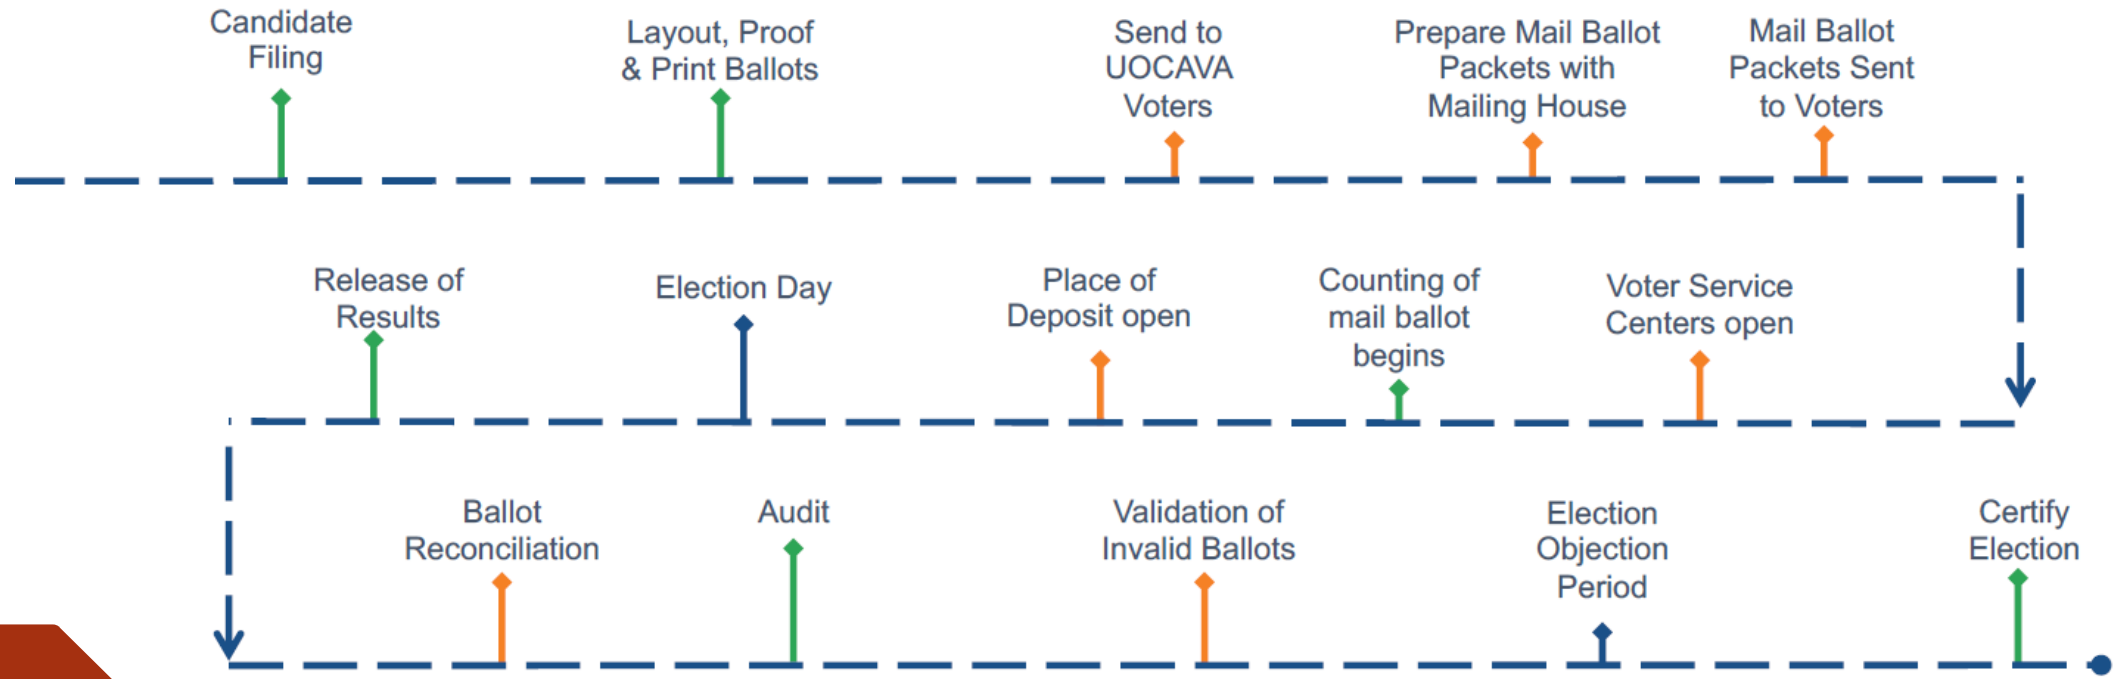 Candidate
Filing
Layout, Proof
& Print Ballots
Send to
UOCAVA
Voters
Prepare Mail Ballot
Packets with
Mailing House
Mail Ballot
Packets Sent
to Voters
Release of
Results
Election Day
Place of
Deposit open
Counting of
mail ballot
begins
Voter Service
Centers open
Ballot
Reconciliation
Audit
Validation of
Invalid Ballots
Election
Objection
Period
Certify
Election